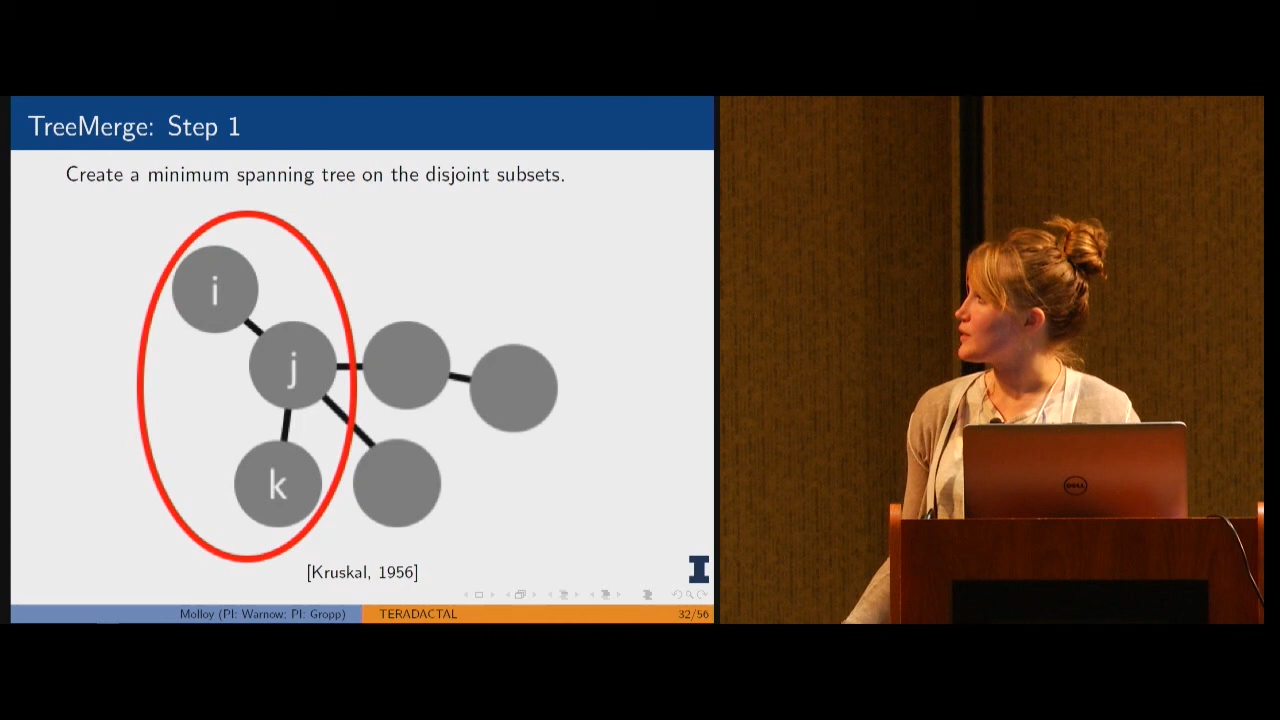 TreeMerge: Step 1
Create a minimum spanning tree on the disjoint subsets.
i
j
k
[Kruskal, 1956]
I
Molloy (PI: Warnow; PI: Gropp) TERADACTAL 32/56
DELL